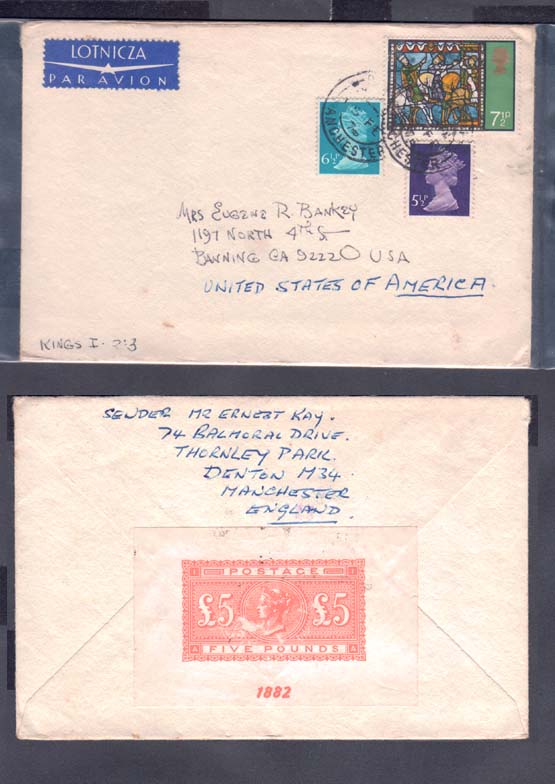 LOTNICZA
PAR AVION
7½P
6½P
5½P
MANCHESTER
MRS EUGENE R. BANKEY
1197 NORTH 4TH ST
BANNING CA 92220 USA
UNITED STATES OF AMERICA.
KINGS I. 2:3
SENDER MR ERNEST KAY.
74 BALMORAL DRIVE.
THORNLEY PARK.
DENTON M34.
MANCHESTER
ENGLAND.
I POSTAGE I
£5 £5
A FIVE POUNDS A
1882